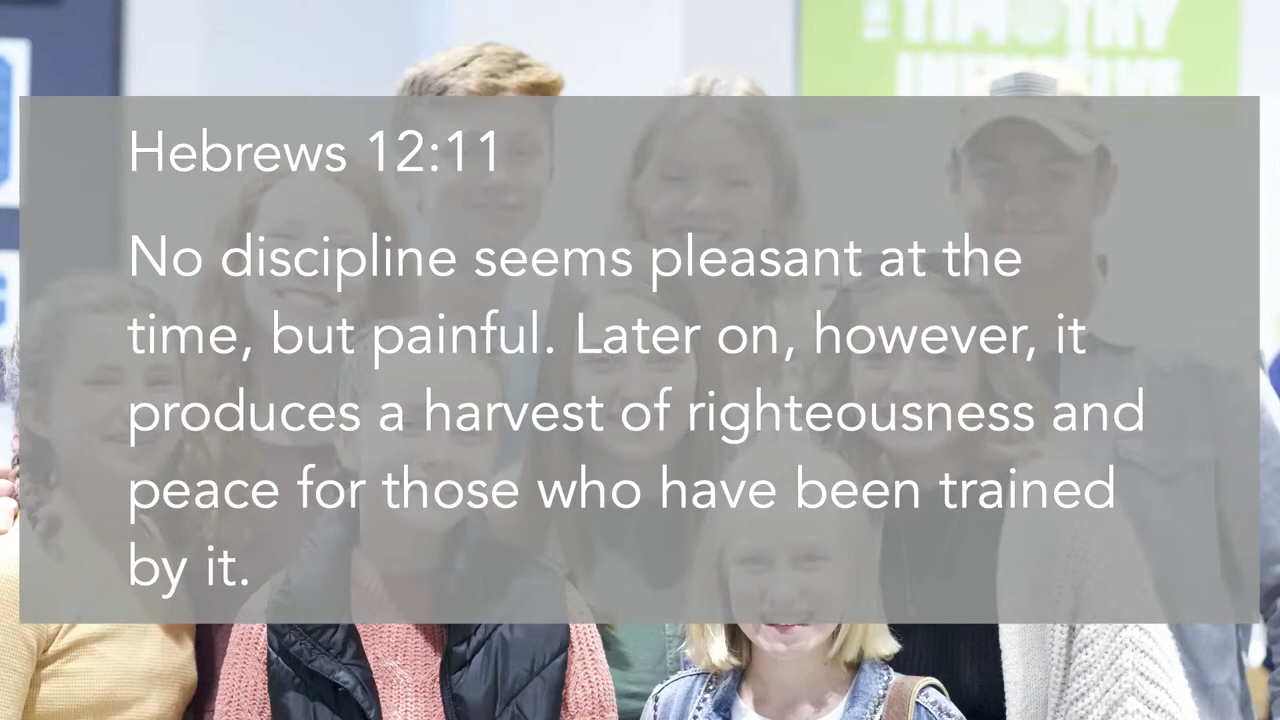 TIMOTHY
Hebrews 12:11
No discipline seems pleasant at the
time, but painful. Later on, however, it
produces a harvest of righteousness and
peace for those who have been trained
by it.